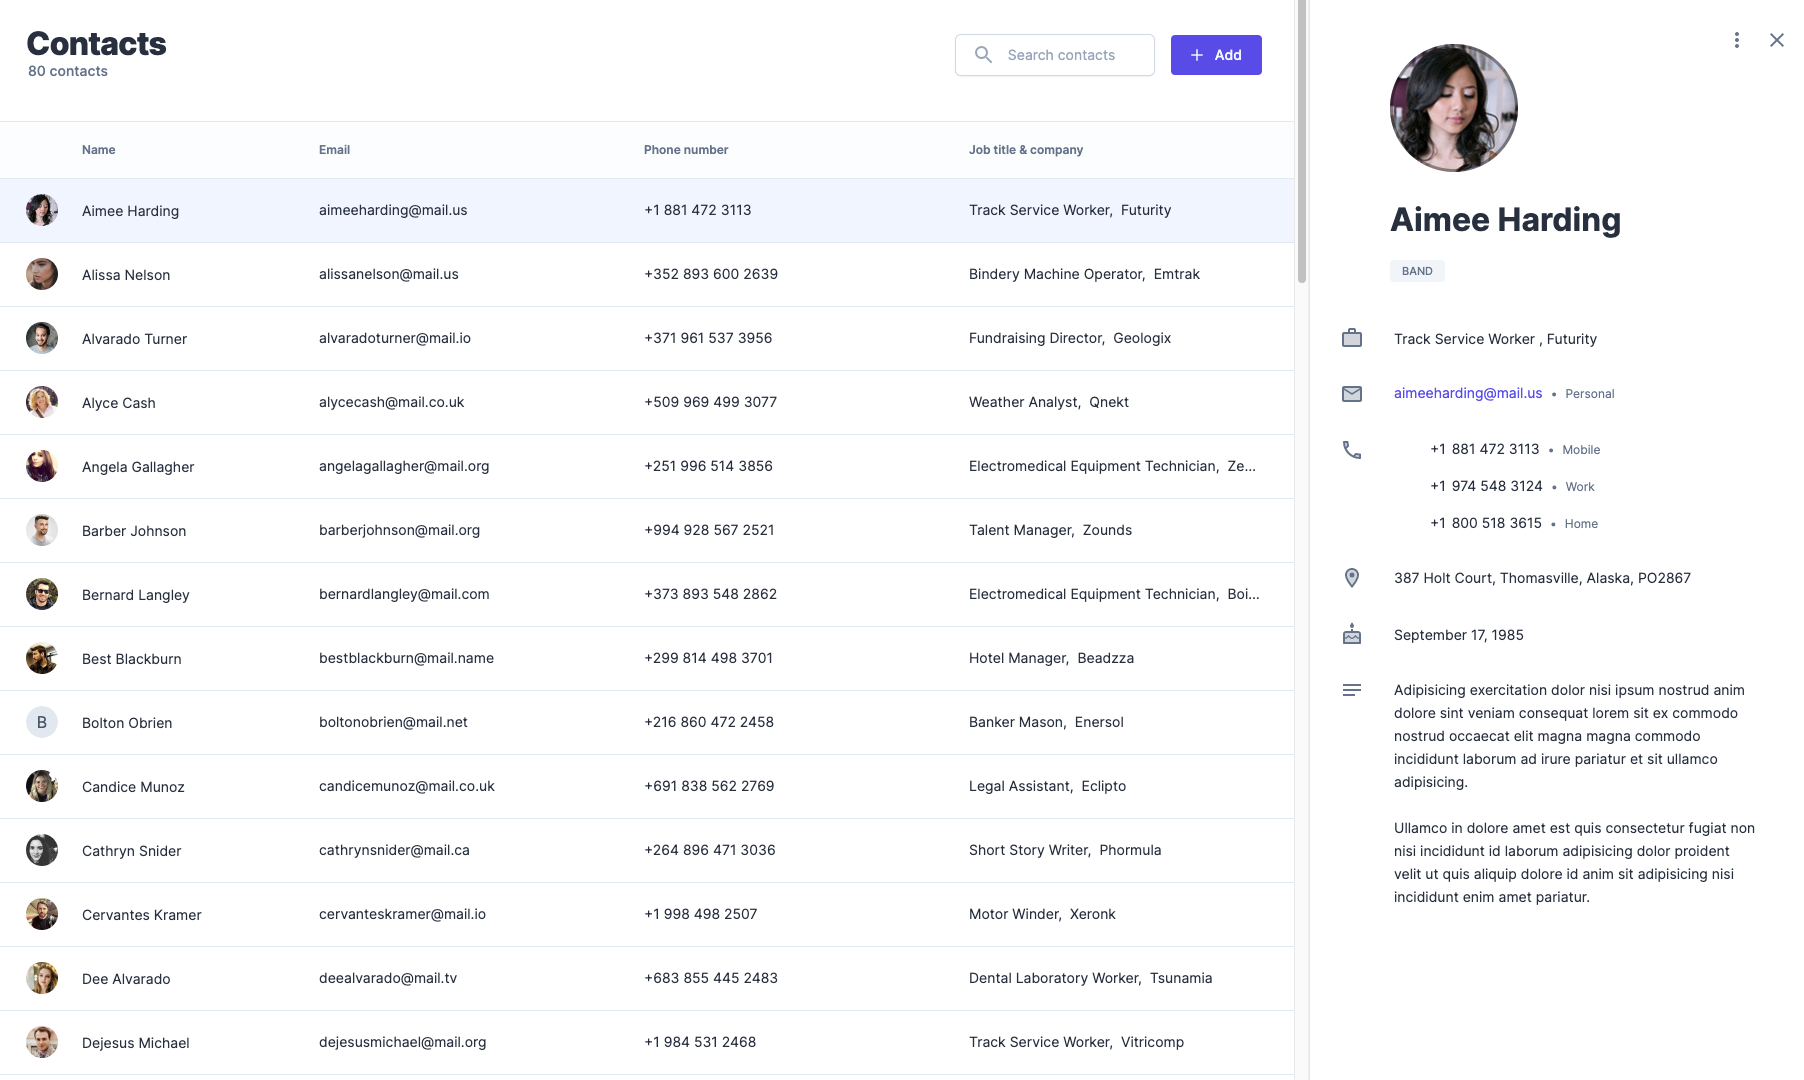 Contacts
80 contacts
Search contacts
Add
Name Email Phone number Job title & company
Aimee Harding aimeeharding@mail.us +1 881 472 3113 Track Service Worker, Futurity
Alissa Nelson alissanelson@mail.us +352 893 600 2639 Bindery Machine Operator, Emtrak
Alvarado Turner alvaradoturner@mail.io +371 961 537 3956 Fundraising Director, Geologix
Alyce Cash alycecash@mail.co.uk +509 969 499 3077 Weather Analyst, Qnekt
Angela Gallagher angelagallagher@mail.org +251 996 514 3856 Electromedical Equipment Technician, Ze...
Barber Johnson barberjohnson@mail.org +994 928 567 2521 Talent Manager, Zounds
Bernard Langley bernardlangley@mail.com +373 893 548 2862 Electromedical Equipment Technician, Boi...
Best Blackburn bestblackburn@mail.name +299 814 498 3701 Hotel Manager, Beadzza
B Bolton Obrien boltonobrien@mail.net +216 860 472 2458 Banker Mason, Enersol
Candice Munoz candicemunoz@mail.co.uk +691 838 562 2769 Legal Assistant, Eclipto
Cathryn Snider cathrynsnider@mail.ca +264 896 471 3036 Short Story Writer, Phormula
Cervantes Kramer cervanteskramer@mail.io +1 998 498 2507 Motor Winder, Xeronk
Dee Alvarado deealvarado@mail.tv +683 855 445 2483 Dental Laboratory Worker, Tsunamia
Dejesus Michael dejesusmichael@mail.org +1 984 531 2468 Track Service Worker, Vitricomp
Aimee Harding
BAND
Track Service Worker , Futurity
aimeeharding@mail.us • Personal
+1 881 472 3113 • Mobile
+1 974 548 3124 • Work
+1 800 518 3615 • Home
387 Holt Court, Thomasville, Alaska, PO2867
September 17, 1985
Adipisicing exercitation dolor nisi ipsum nostrud anim
dolore sint veniam consequat lorem sit ex commodo
nostrud occaecat elit magna magna commodo
incididunt laborum ad irure pariatur et sit ullamco
adipisicing.
Ullamco in dolore amet est quis consectetur fugiat non
nisi incididunt id laborum adipisicing dolor proident
velit ut quis aliquip dolore id anim sit adipisicing nisi
incididunt enim amet pariatur.